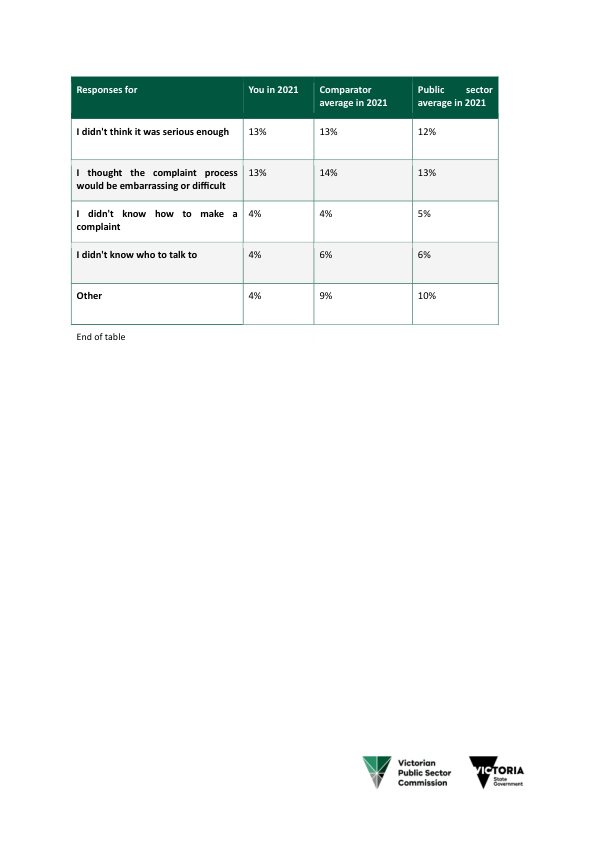 Responses for You in 2021 Comparator average in 2021 Public sector average in 2021
I didn't think it was serious enough 13% 13% 12%
I thought the complaint process would be embarrassing or difficult 13% 14% 13%
I didn't know how to make a complaint 4% 4% 5%
I didn't know who to talk to 4% 6% 6%
Other 4% 9% 10%
End of table
Victorian
Public Sector
Commission
VICTORIA
State
Government